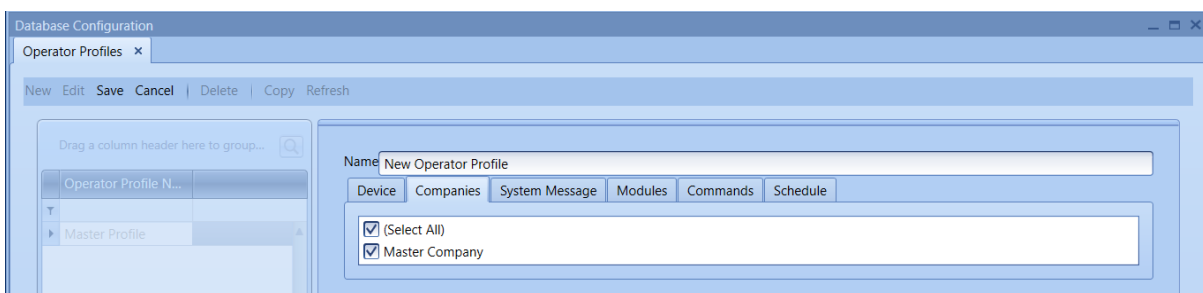 Database Configuration
Operator Profiles
New Edit Save Cancel | Delete | Copy Refresh
Drag a column header here to group...
Operator Profile N...
Master Profile
Name New Operator Profile
Device Companies System Message Modules Commands Schedule
(Select All)
Master Company